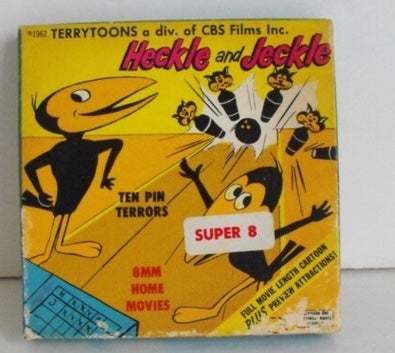 ©1962 TERRYTOONS a div. of CBS Films Inc.
Heckle and Jeckle
TEN PIN
TERRORS
SUPER 8
8MM
HOME
MOVIES
FULL MOVIE LENGTH CARTOON
PLUS PREVIEW ATTRACTIONS!
H
J